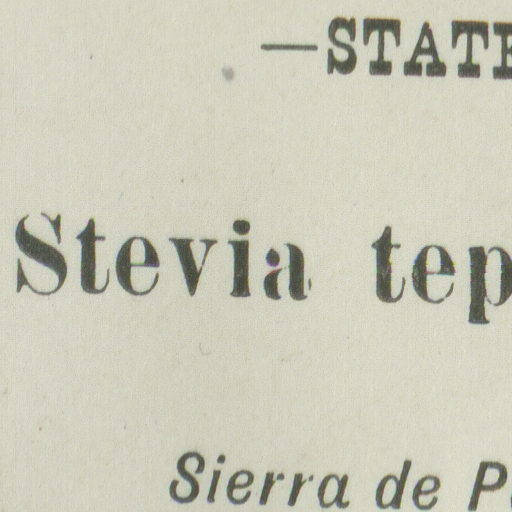 —STATE
Stevia tep
Sierra de P